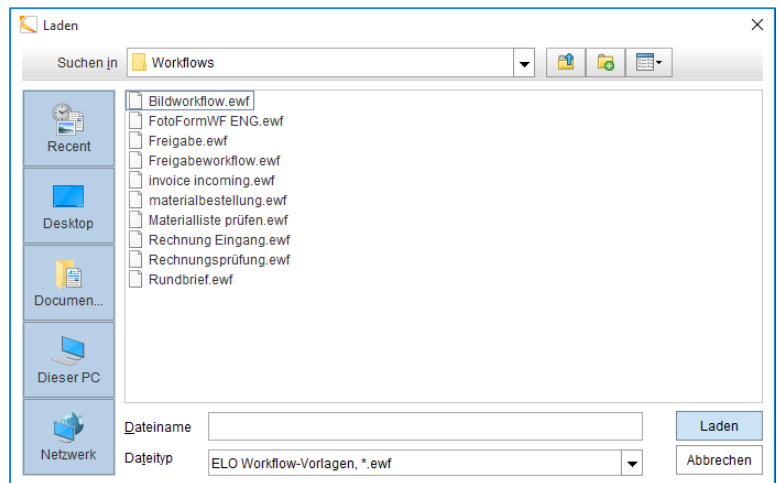 Laden
Suchen in Workflows
Recent
Desktop
Documen...
Dieser PC
Netzwerk
Bildworkflow.ewf
FotoFormWF ENG.ewf
Freigabe.ewf
Freigabeworkflow.ewf
invoice incoming.ewf
materialbestellung.ewf
Materialliste prüfen.ewf
Rechnung Eingang.ewf
Rechnungsprüfung.ewf
Rundbrief.ewf
Dateiname
Laden
Dateityp ELO Workflow-Vorlagen, *.ewf
Abbrechen